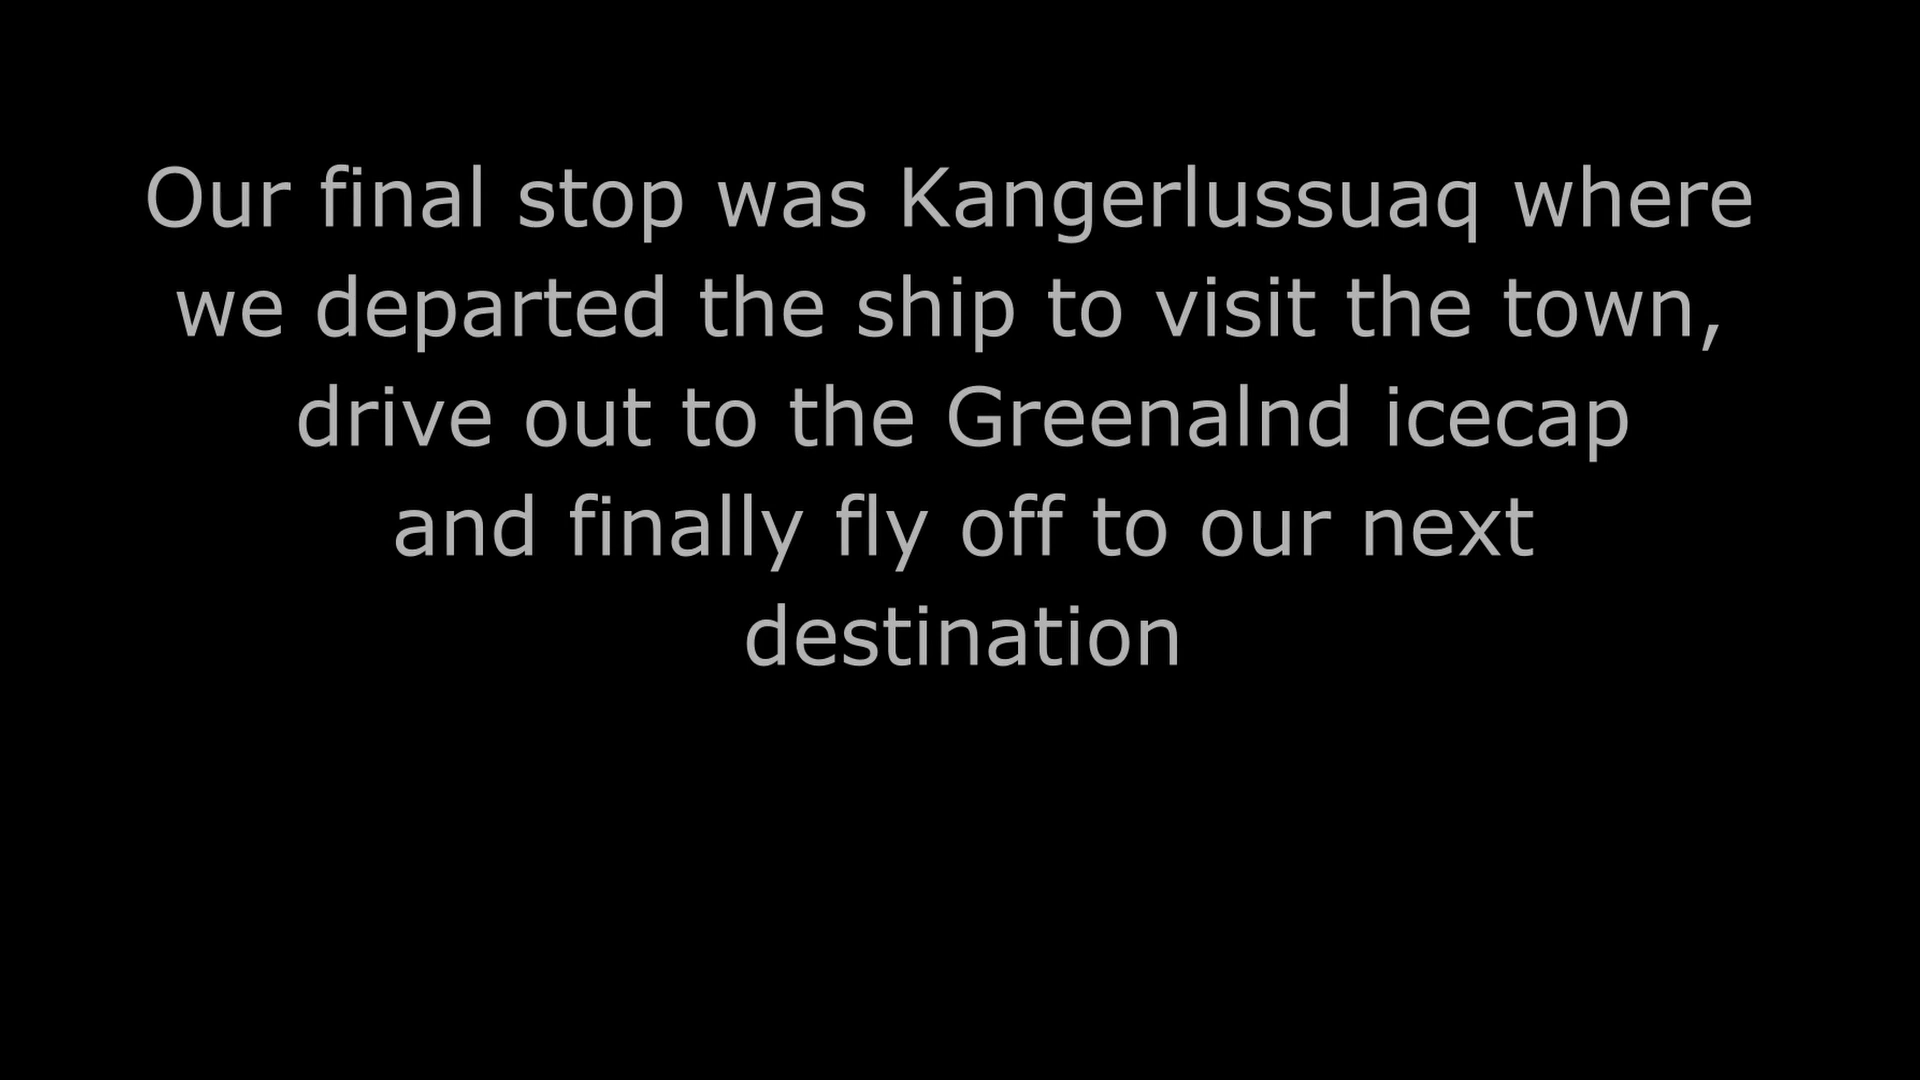 Our final stop was Kangerlussuaq where
we departed the ship to visit the town,
drive out to the Greenalnd icecap
and finally fly off to our next
destination